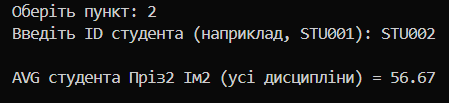 Оберіть пункт: 2
Введіть ID студента (наприклад, STU001): STU002
AVG студента Пріз2 Ім2 (усі дисципліни) = 56.67